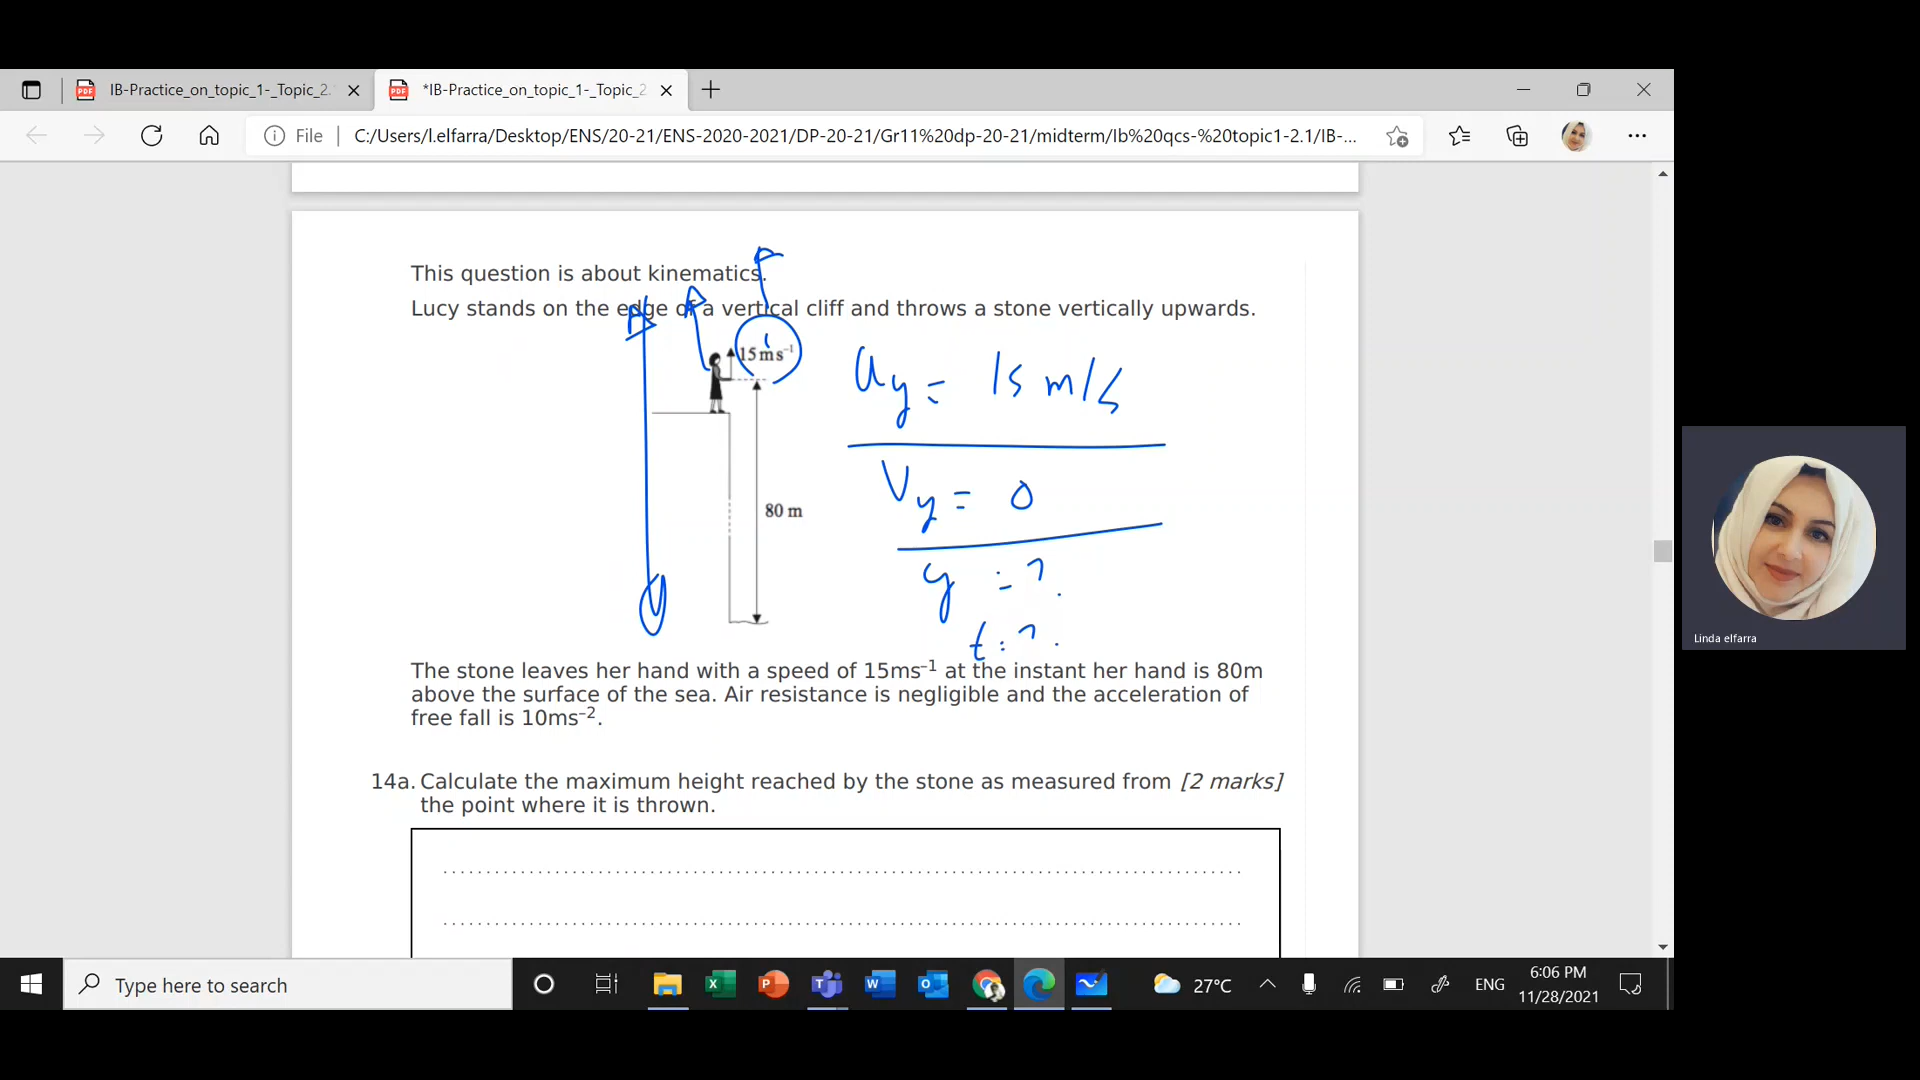 IB-Practice_on_topic_1-_Topic_2.
*IB-Practice_on_topic_1-_Topic_2
File
C:/Users/l.elfarra/Desktop/ENS/20-21/ENS-2020-2021/DP-20-21/Gr11%20dp-20-21/midterm/Ib%20qcs-%20topic1-2.1/IB-...
This question is about kinematics.
Lucy stands on the edge of a vertical cliff and throws a stone vertically upwards.
15 m s⁻¹
uy = 15 m/s
Vy = 0
80 m
y = ?.
t = ?.
The stone leaves her hand with a speed of 15ms⁻¹ at the instant her hand is 80m
above the surface of the sea. Air resistance is negligible and the acceleration of
free fall is 10ms⁻².
14a. Calculate the maximum height reached by the stone as measured from [2 marks]
the point where it is thrown.
Linda elfarra
Type here to search
27°C
ENG
6:06 PM
11/28/2021